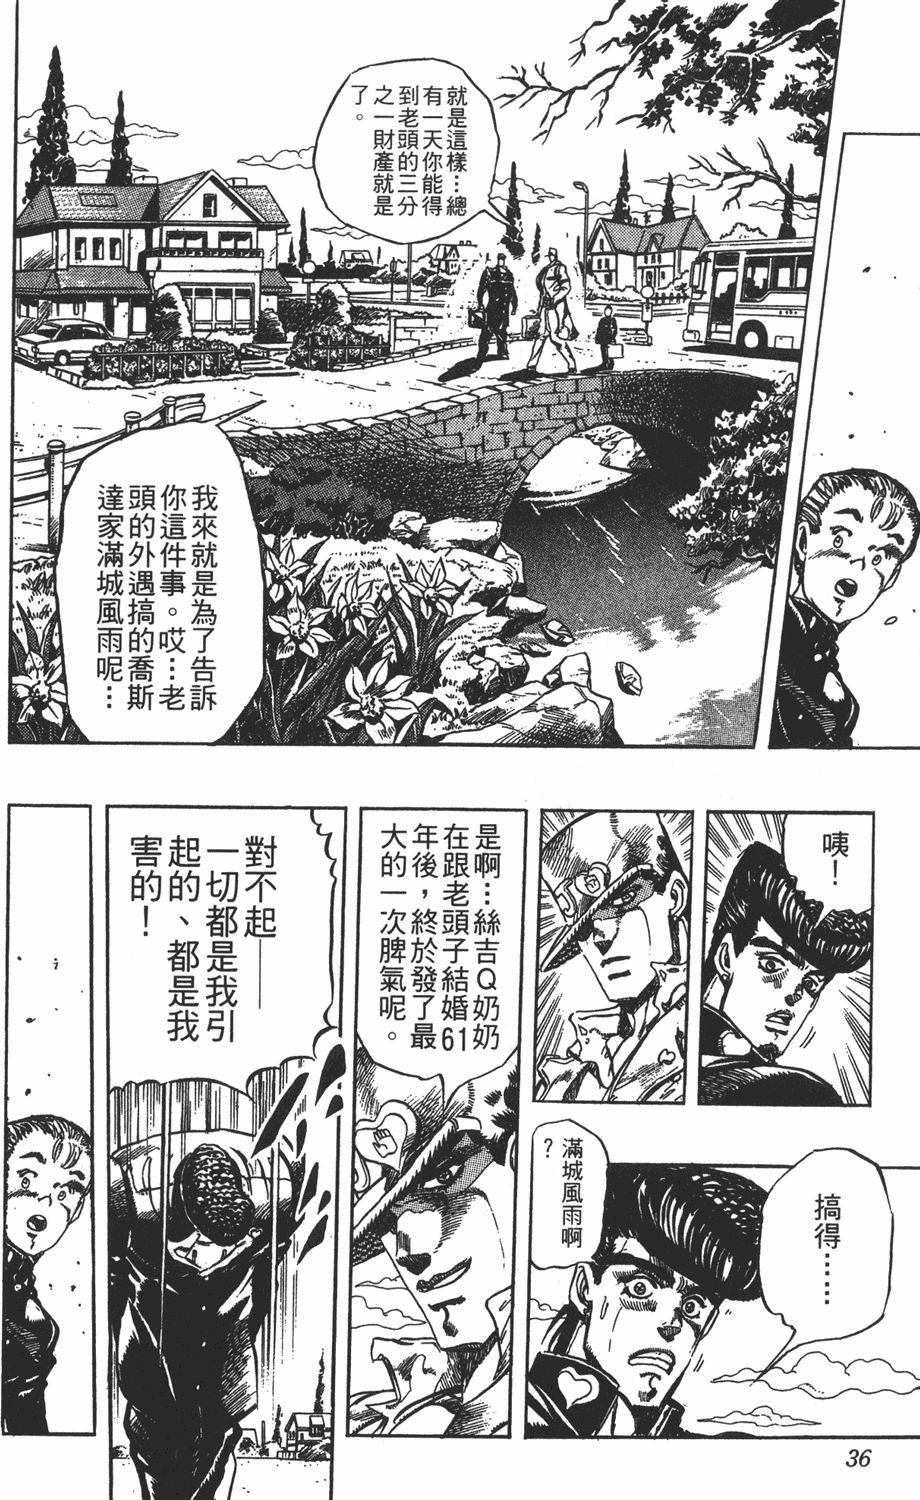 就是這樣…總
有一天你能得
到老頭的三分
之一財產就是
了。
我來就是為了告訴
你這件事。哎…老
頭的外遇搞的喬斯
達家滿城風雨呢…
咦！
搞得……
滿城風雨啊
？
是啊…絲吉Q奶奶
在跟老頭子結婚61
年後，終於發了最
大的一次脾氣呢。
對不起——
一切都是我引
起的、都是我
害的！
36